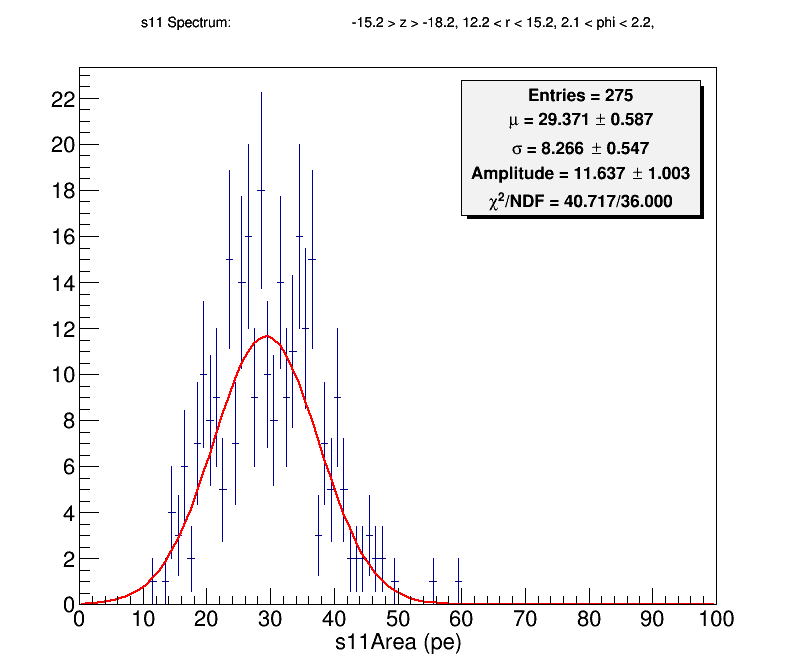 s11 Spectrum: -15.2 > z > -18.2, 12.2 < r < 15.2, 2.1 < phi < 2.2,
Entries = 275
μ = 29.371 ± 0.587
σ = 8.266 ± 0.547
Amplitude = 11.637 ± 1.003
χ²/NDF = 40.717/36.000
22
20
18
16
14
12
10
8
6
4
2
0
0 10 20 30 40 50 60 70 80 90 100
s11Area (pe)